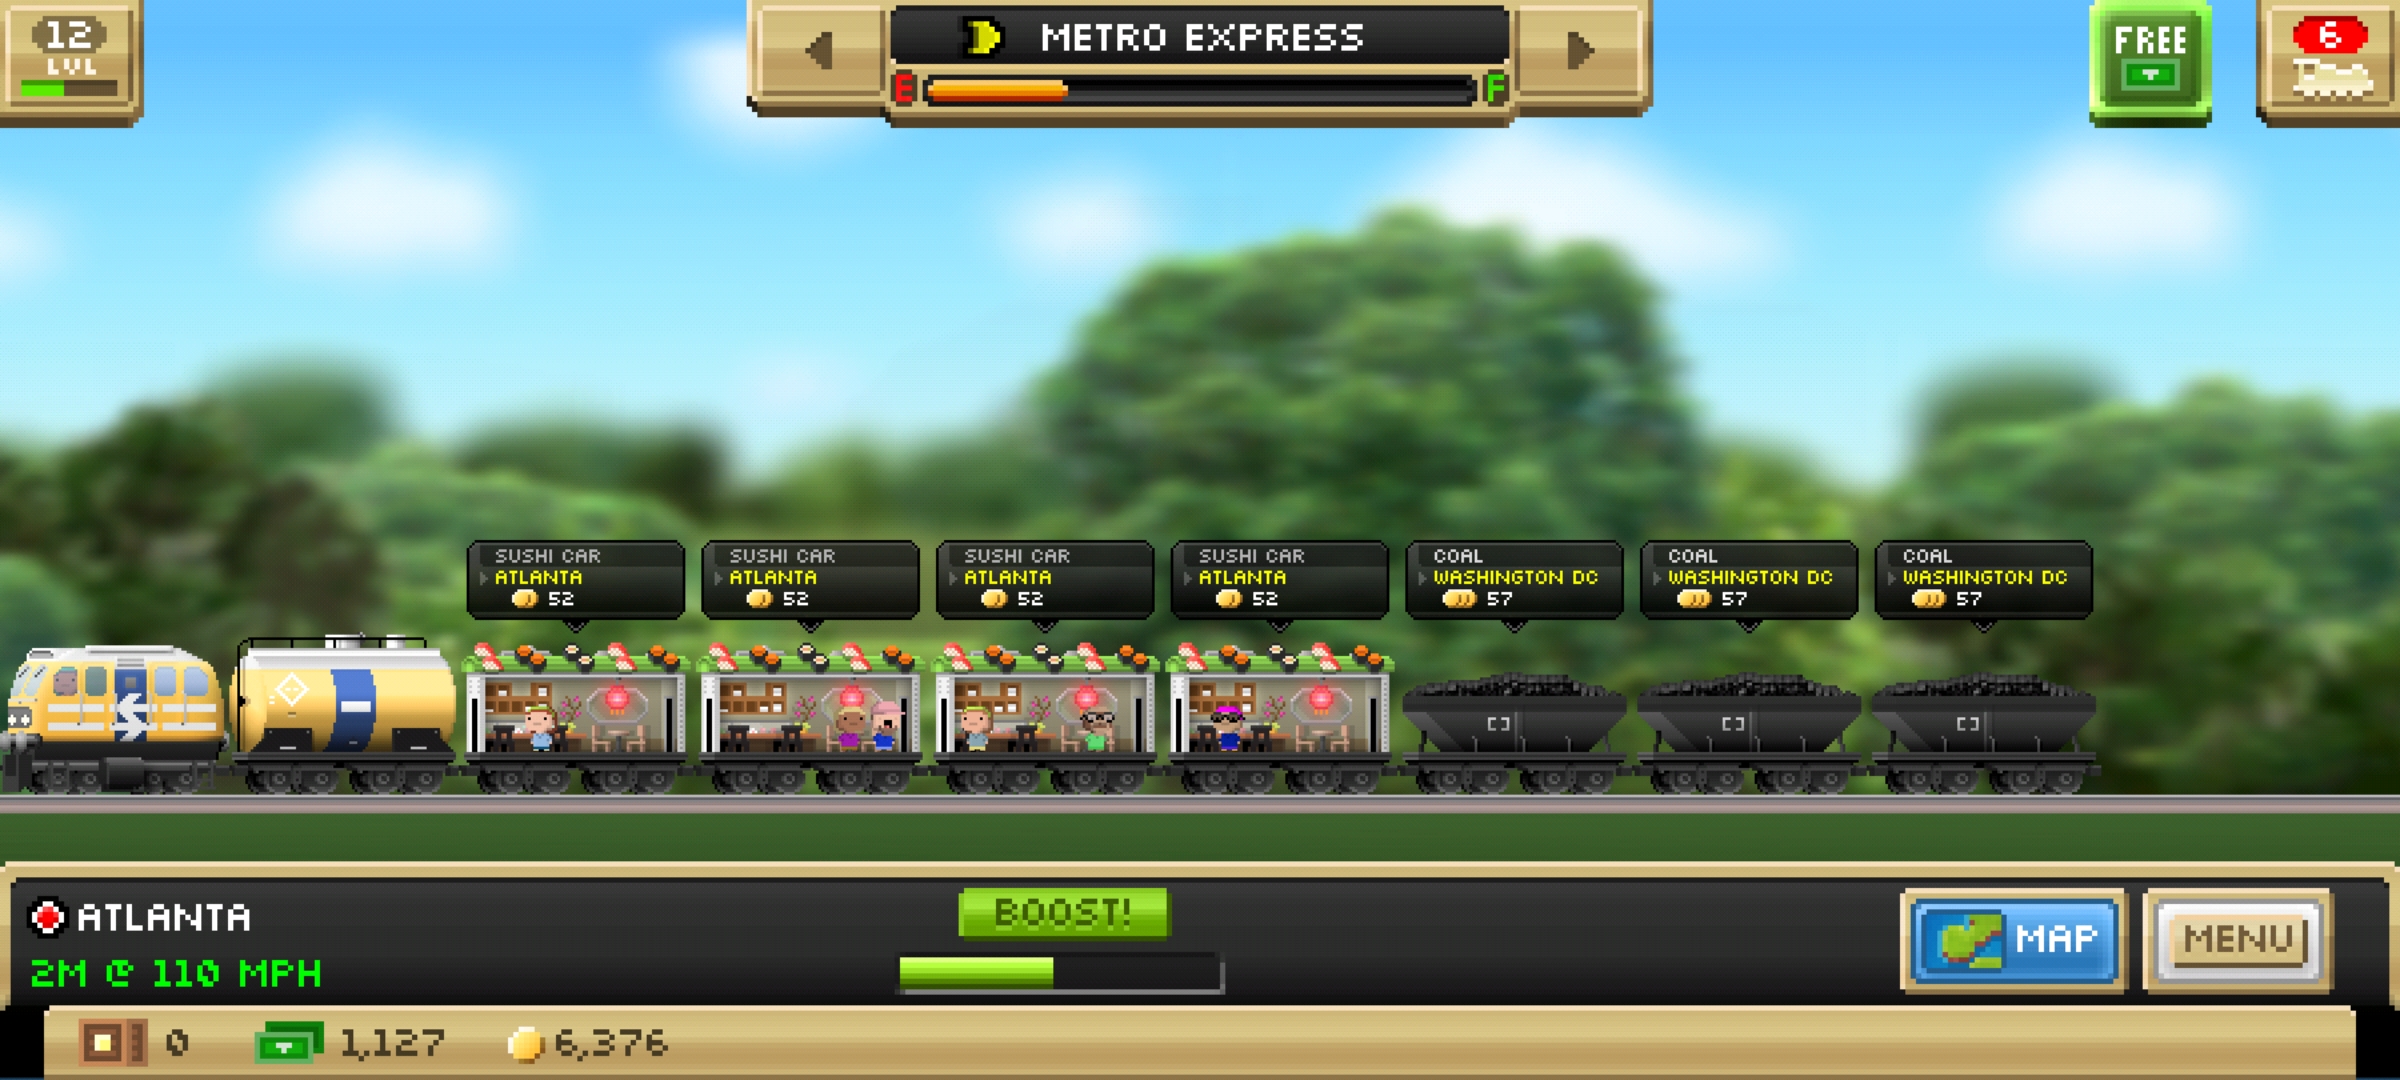 12
LVL
METRO EXPRESS
E
F
FREE
6
SUSHI CAR
ATLANTA
52
SUSHI CAR
ATLANTA
52
SUSHI CAR
ATLANTA
52
SUSHI CAR
ATLANTA
52
COAL
WASHINGTON DC
57
COAL
WASHINGTON DC
57
COAL
WASHINGTON DC
57
ATLANTA
2M @ 110 MPH
BOOST!
MAP
MENU
0
1,127
6,376